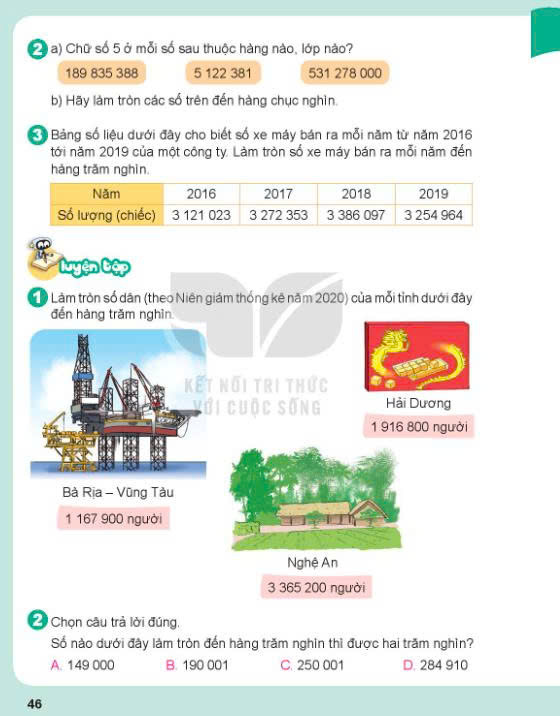 2 a) Chữ số 5 ở mỗi số sau thuộc hàng nào, lớp nào?
189 835 388 5 122 381 531 278 000
b) Hãy làm tròn các số trên đến hàng chục nghìn.
3 Bảng số liệu dưới đây cho biết số xe máy bán ra mỗi năm từ năm 2016
tới năm 2019 của một công ty. Làm tròn số xe máy bán ra mỗi năm đến
hàng trăm nghìn.
Năm 2016 2017 2018 2019
Số lượng (chiếc) 3 121 023 3 272 353 3 386 097 3 254 964
luyện tập
1 Làm tròn số dân (theo Niên giám thống kê năm 2020) của mỗi tỉnh dưới đây
đến hàng trăm nghìn.
KẾT NỐI TRI THỨC
VỚI CUỘC SỐNG
Hải Dương
1 916 800 người
Bà Rịa – Vũng Tàu
1 167 900 người
Nghệ An
3 365 200 người
2 Chọn câu trả lời đúng.
Số nào dưới đây làm tròn đến hàng trăm nghìn thì được hai trăm nghìn?
A. 149 000 B. 190 001 C. 250 001 D. 284 910
46